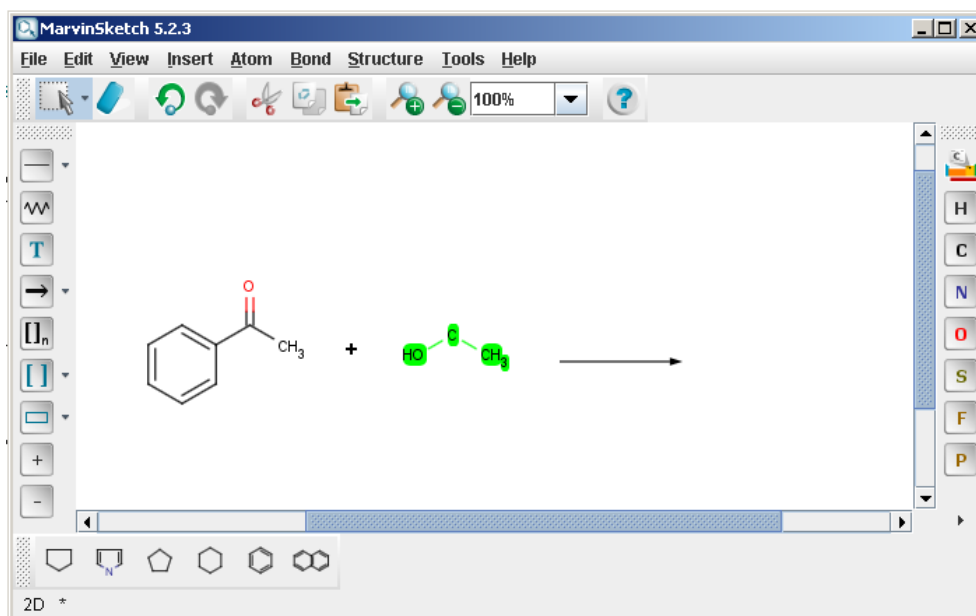 MarvinSketch 5.2.3
File Edit View Insert Atom Bond Structure Tools Help
100%
?
C
H
T
C
N
[]n
O
[ ]
S
F
P
O
CH3
+
HO
C
CH3
N
2D *